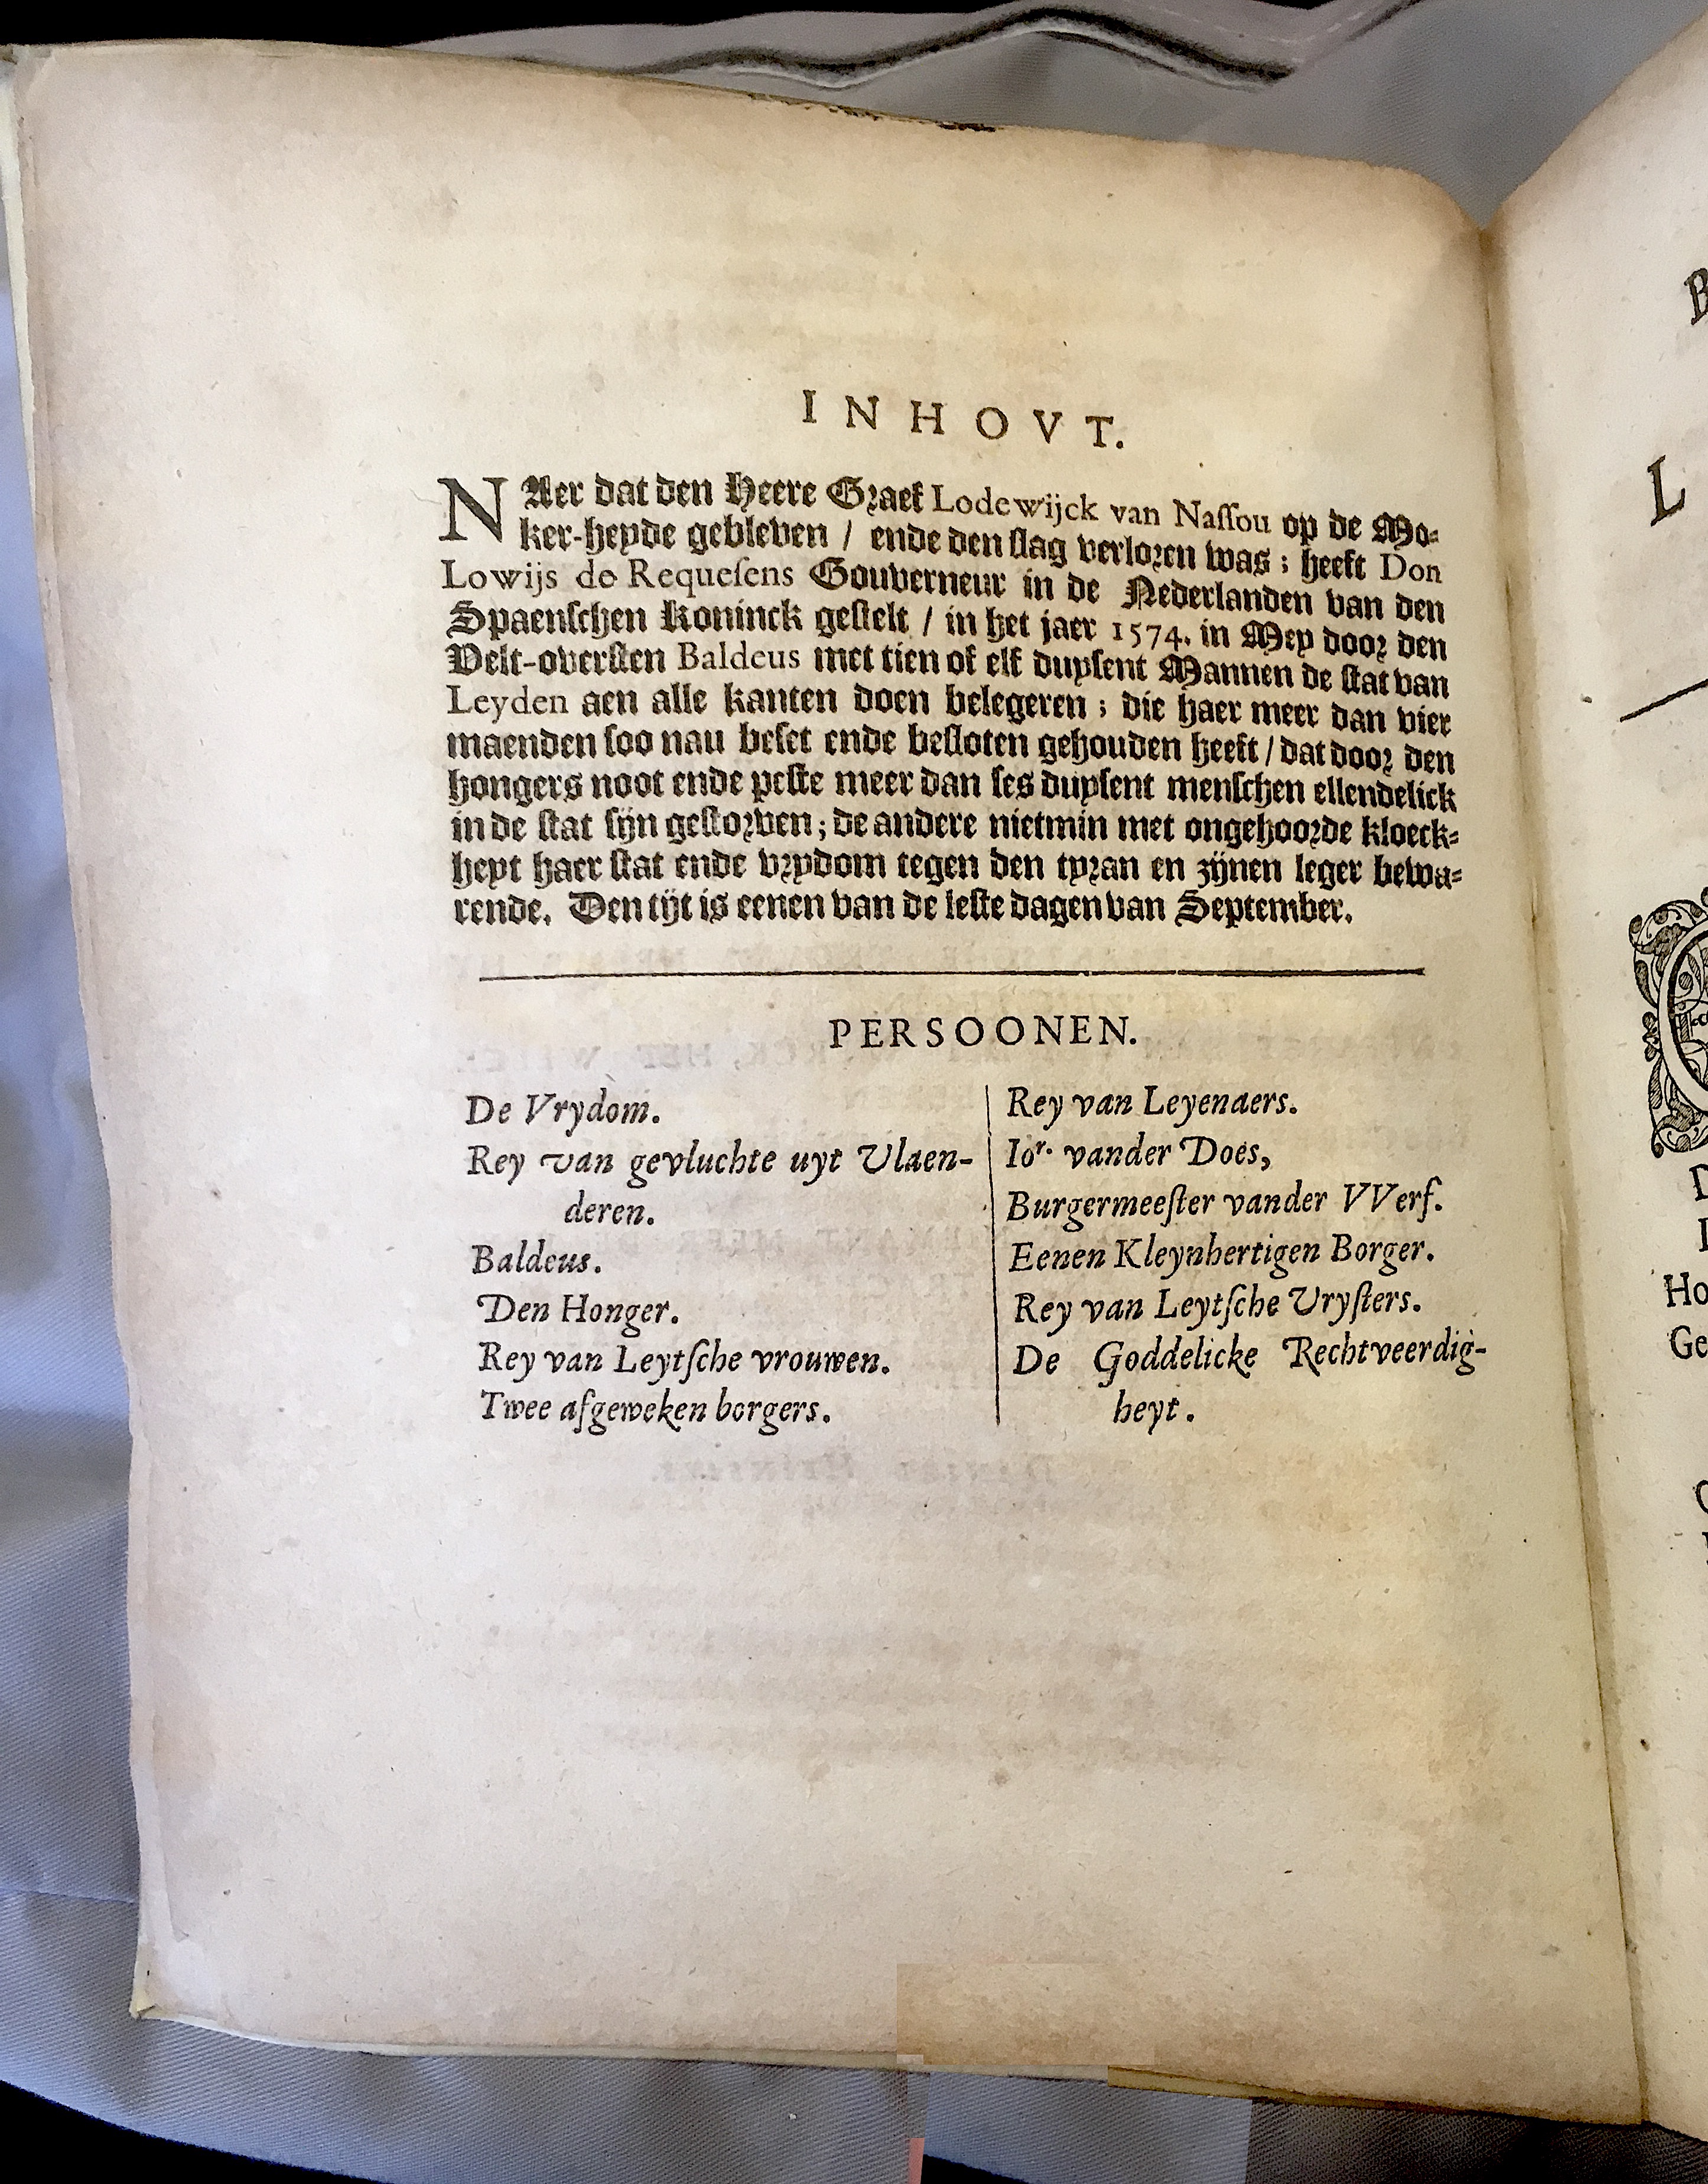 INHOVT.
NAer dat den Heere Graef Lodewijck van Nassou op de Mo-
ker-heyde gebleven / ende den slag verloren was; heeft Don
Lowijs de Requesens Gouverneur in de Nederlanden van den
Spaenschen Koninck gestelt / in het jaer 1574. in Mey door den
Velt-oversten Baldeus met tien of elf duysent Mannen de stat van
Leyden aen alle kanten doen belegeren; die haer meer dan vier
maenden soo nau beset ende besloten gehouden heeft / dat door den
hongers noot ende peste meer dan ses duysent menschen ellendelick
in de stat sijn gestorven; de andere nietmin met ongehoorde kloeck-
heyt haer stat ende vrydom tegen den tyran en zijnen leger bewa-
rende. Den tijt is eenen van de leste dagen van September.
PERSOONEN.
De Vrydom.
Rey van gevluchte uyt Vlaen-
deren.
Baldeus.
Den Honger.
Rey van Leytsche vrouwen.
Twee afgeweken borgers.
Rey van Leyenaers.
Ior. vander Does,
Burgermeester vander VVerf.
Eenen Kleynhertigen Borger.
Rey van Leytsche Vrysters.
De Goddelicke Rechtveerdig-
heyt.
B
L
Ho
Ge